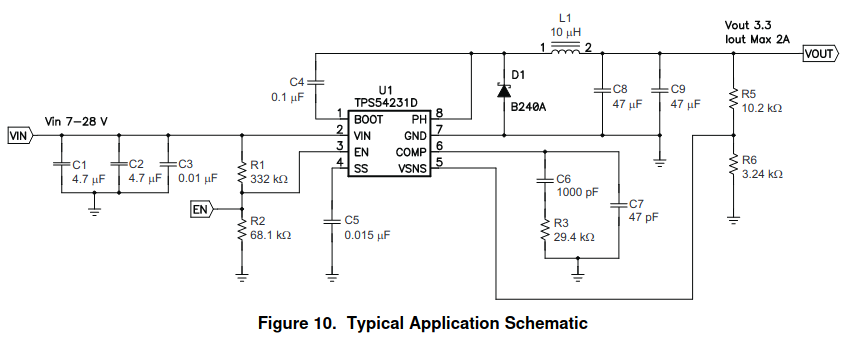 L1
10 µH
1 2
Vout 3.3
Iout Max 2A
VOUT
C4
0.1 µF
U1
TPS54231D
D1
B240A
C8
47 µF
C9
47 µF
R5
10.2 kΩ
Vin 7–28 V
VIN
1 BOOT PH 8
2 VIN GND 7
3 EN COMP 6
4 SS VSNS 5
C1
4.7 µF
C2
4.7 µF
C3
0.01 µF
R1
332 kΩ
C6
1000 pF
R6
3.24 kΩ
EN
R2
68.1 kΩ
C5
0.015 µF
R3
29.4 kΩ
C7
47 pF
Figure 10. Typical Application Schematic